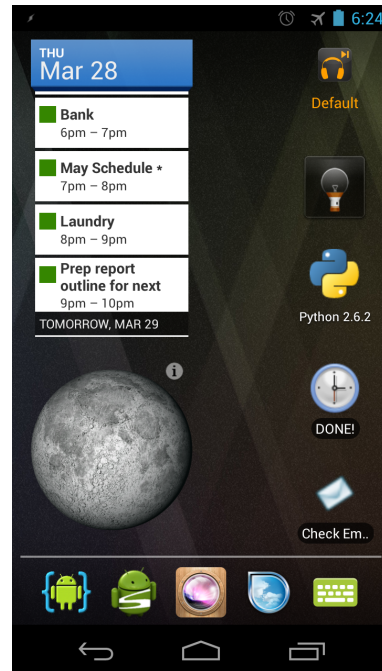 6:24
THU
Mar 28
Default
Bank
6pm – 7pm
May Schedule *
7pm – 8pm
Laundry
8pm – 9pm
Prep report
outline for next
9pm – 10pm
TOMORROW, MAR 29
Python 2.6.2
DONE!
Check Em..